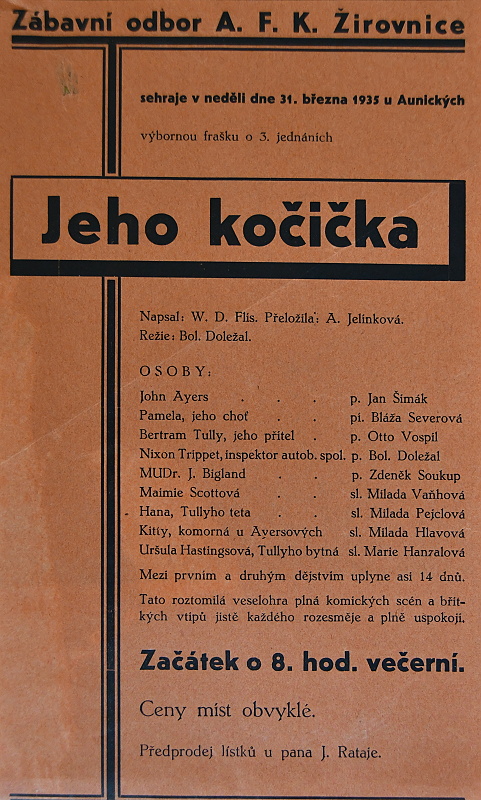 Zábavní odbor A. F. K. Žirovnice
sehraje v neděli dne 31. března 1935 u Aunických
výbornou frašku o 3. jednáních
Jeho kočička
Napsal: W. D. Flis. Přeložila: A. Jelínková.
Režie: Bol. Doležal.
OSOBY:
John Ayers . . . p. Jan Šimák
Pamela, jeho choť . . pí. Bláža Severová
Bertram Tully, jeho přítel . p. Otto Vospil
Nixon Trippet, inspektor autob. spol. p. Bol. Doležal
MUDr. J. Bigland . . p. Zdeněk Soukup
Maimie Scottová . . sl. Milada Vaňhová
Hana, Tullyho teta . . sl. Milada Pejclová
Kitty, komorná u Ayersových sl. Milada Hlavová
Uršula Hastingsová, Tullyho bytná sl. Marie Hanzalová
Mezi prvním a druhým dějstvím uplyne asi 14 dnů.
Tato roztomilá veselohra plná komických scén a břit-
kých vtipů jistě každého rozesměje a plně uspokojí.
Začátek o 8. hod. večerní.
Ceny míst obvyklé.
Předprodej lístků u pana J. Rataje.